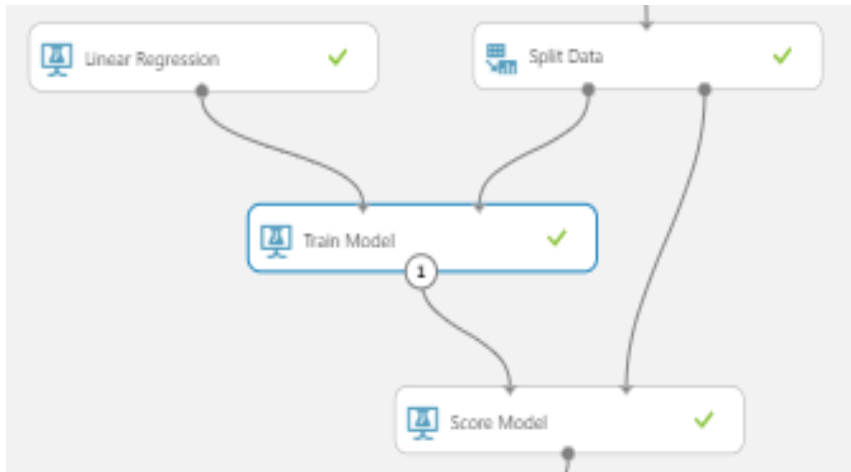 Linear Regression
Split Data
Train Model
1
Score Model